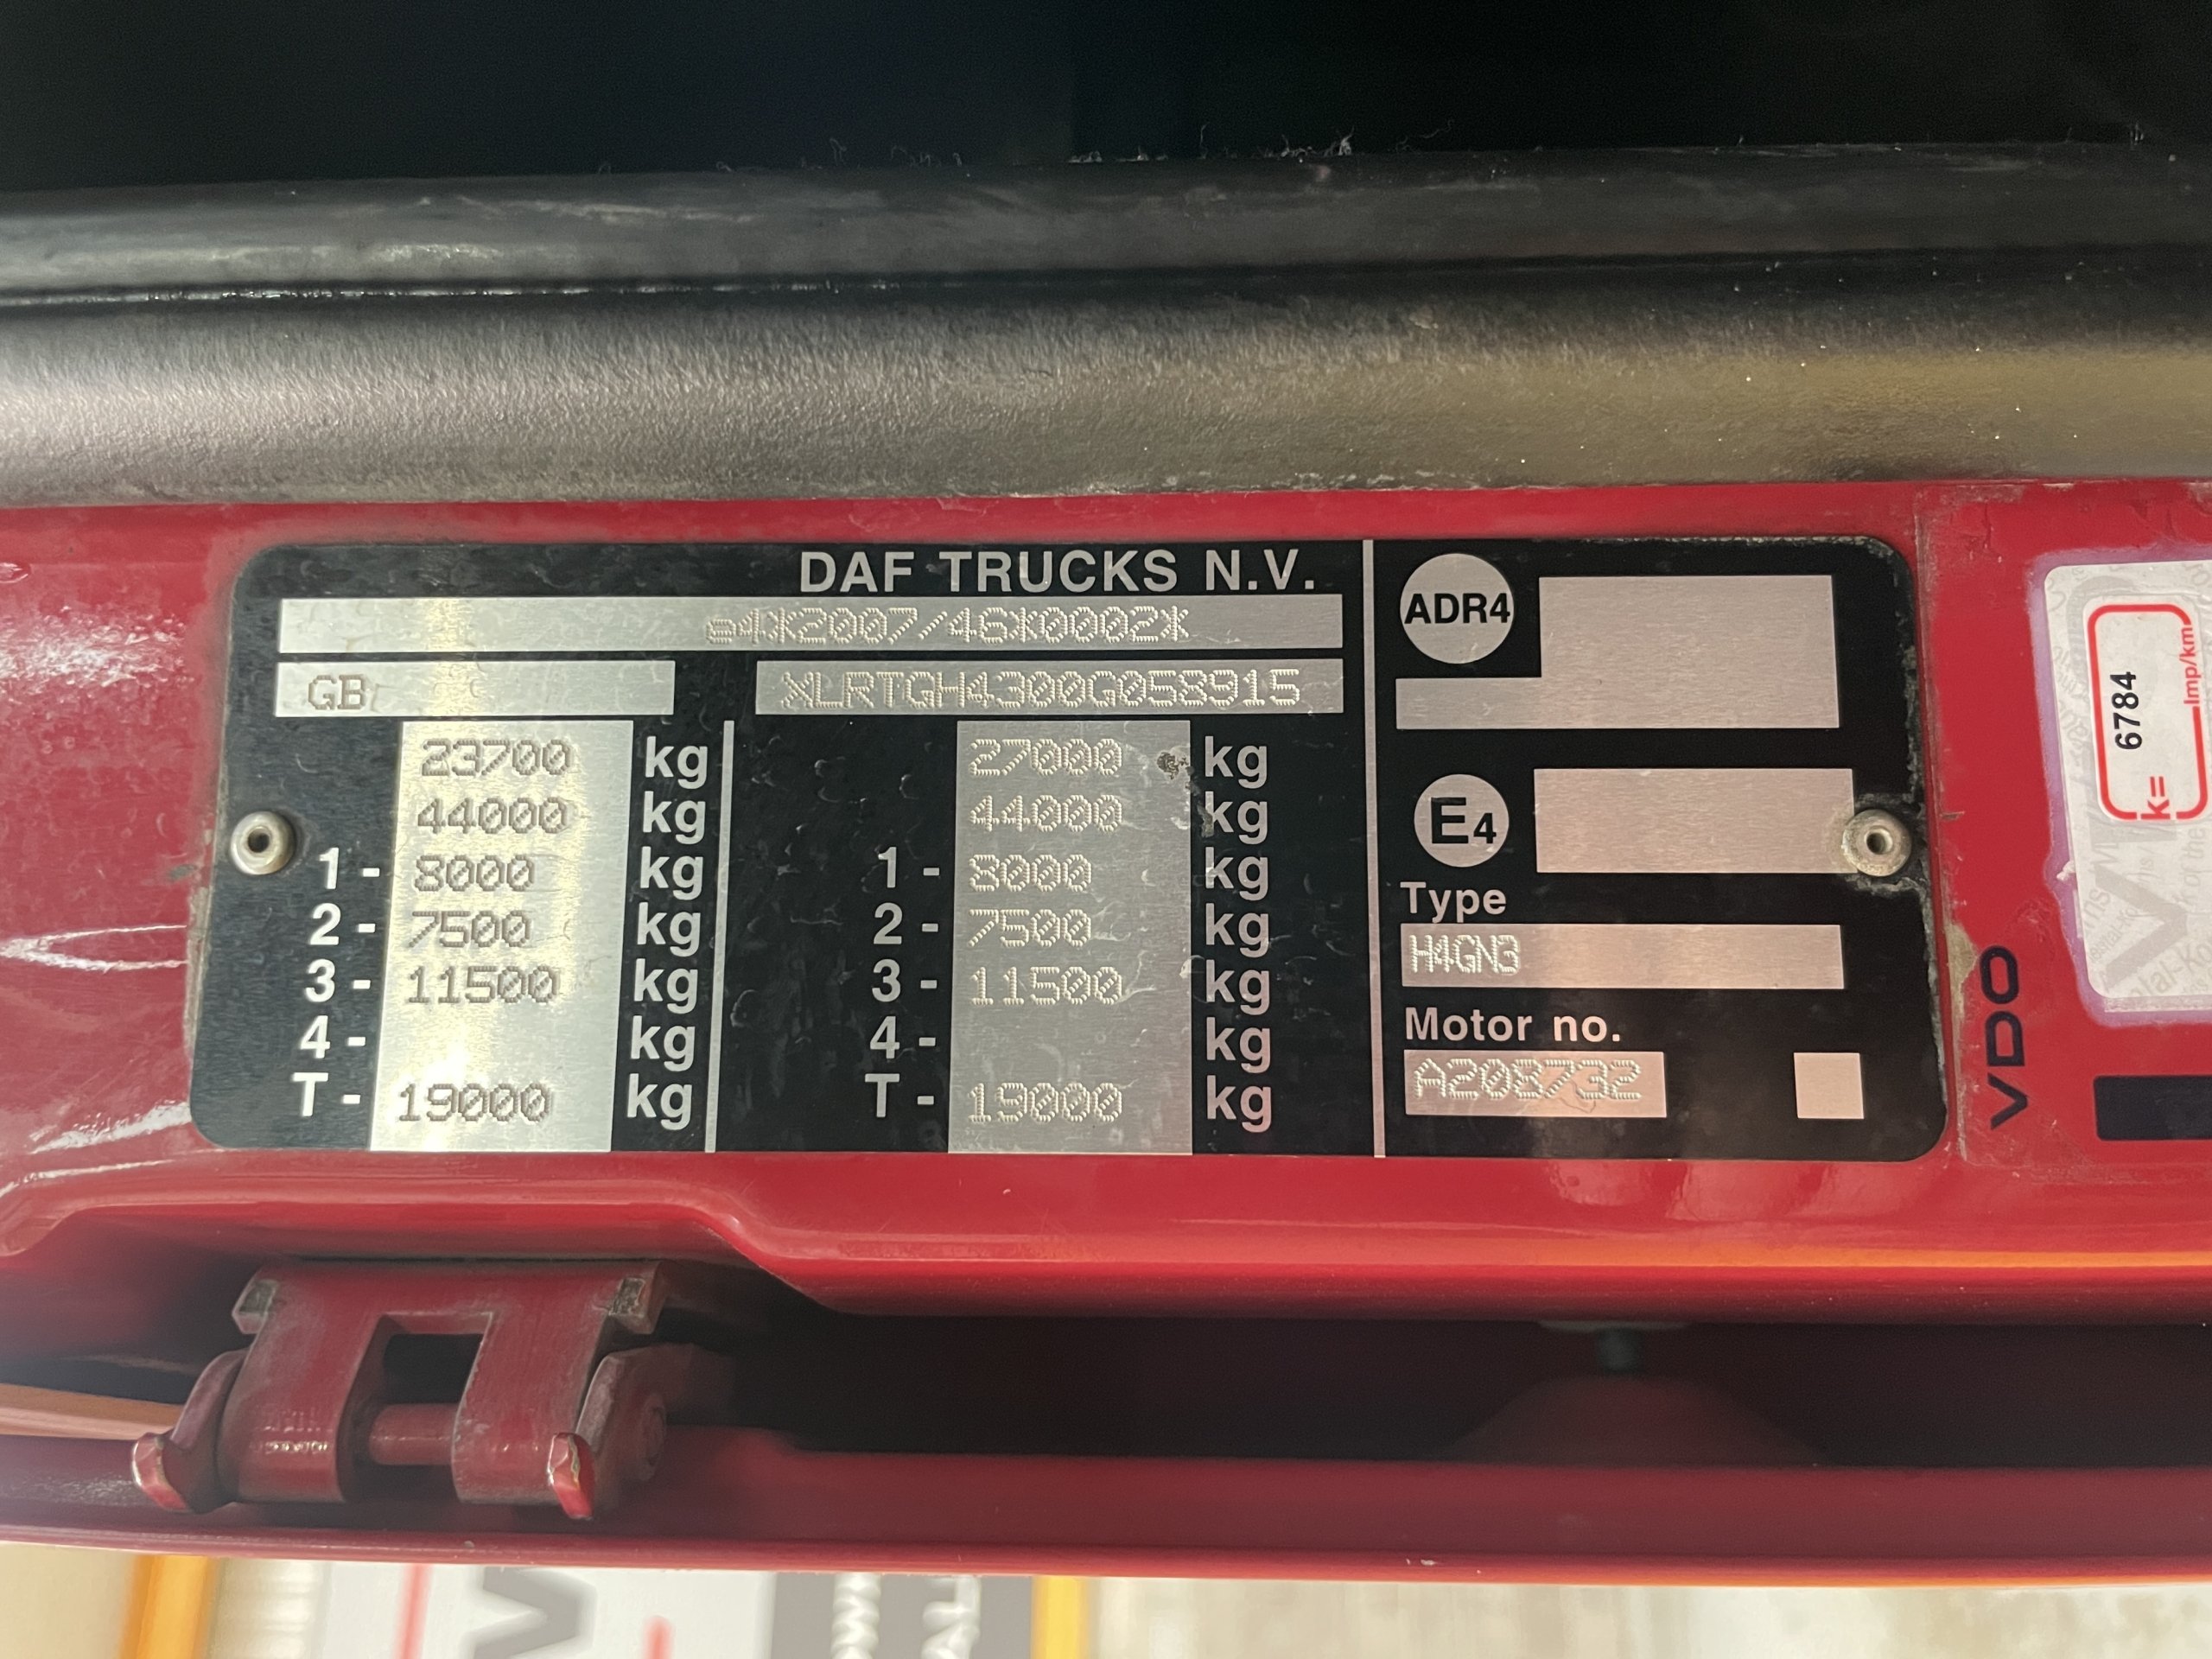 DAF TRUCKS N.V.
e4*2007/46*0002*
GB XLRTGH4300G058915
23700 kg 27000 kg
44000 kg 44000 kg
1 - 8000 kg 1 - 8000 kg
2 - 7500 kg 2 - 7500 kg
3 - 11500 kg 3 - 11500 kg
4 - kg 4 - kg
T - 19000 kg T - 19000 kg
ADR4
E4
Type
H4GN3
Motor no.
A208732
VDO
k= 6784 Imp/km